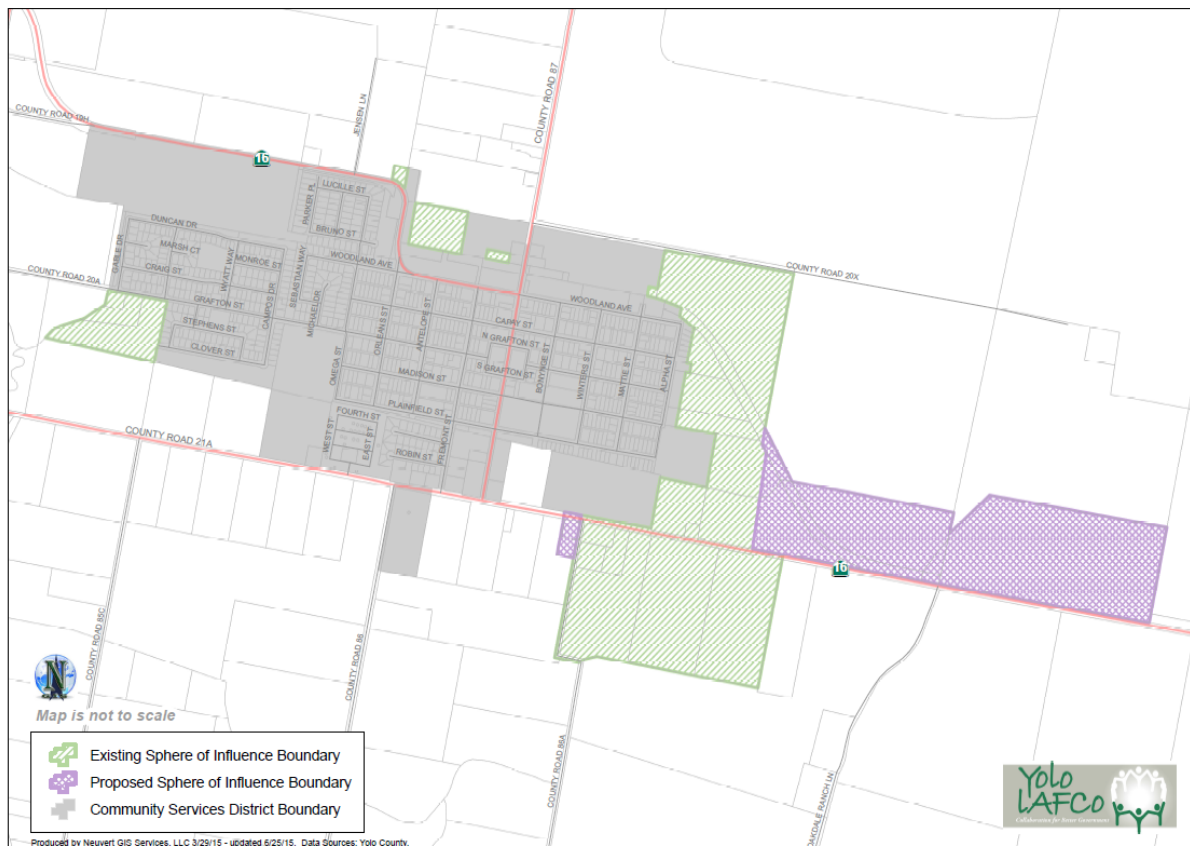 COUNTY ROAD 19H
16
JENSEN LN
COUNTY ROAD 87
LUCILLE ST
PARKER PL
BRUNO ST
DUNCAN DR
GABLE DR
MARSH CT
WYATT WAY
MONROE ST
CRAIG ST
SEBASTIAN WAY
WOODLAND AVE
COUNTY ROAD 20X
COUNTY ROAD 20A
GRAFTON ST
CAMPOS DR
MICHAEL DR
STEPHENS ST
CLOVER ST
ORLEANS ST
ANTELOPE ST
WOODLAND AVE
CAPAY ST
N GRAFTON ST
S GRAFTON ST
OMEGA ST
MADISON ST
BONYNGE ST
WINTERS ST
MATTIE ST
ALPHA ST
PLAINFIELD ST
FOURTH ST
WEST ST
EAST ST
ROBIN ST
FREMONT ST
COUNTY ROAD 21A
16
COUNTY ROAD 85C
COUNTY ROAD 86
COUNTY ROAD 86A
OAKDALE RANCH LN
N
Map is not to scale
Existing Sphere of Influence Boundary
Proposed Sphere of Influence Boundary
Community Services District Boundary
YOLO
LAFCO
Collaboration for Better Government
Produced by Neuvert GIS Services, LLC 3/29/15 - updated 6/25/15. Data Sources: Yolo County.